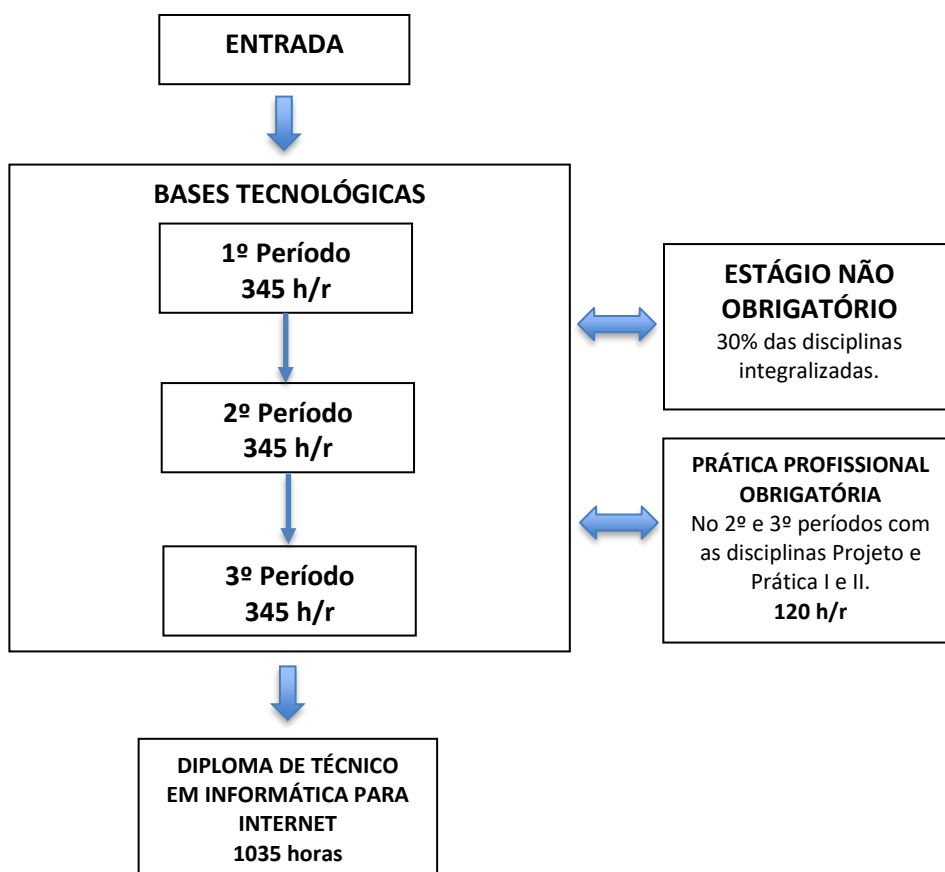 ENTRADA
BASES TECNOLÓGICAS
1º Período
345 h/r
2º Período
345 h/r
3º Período
345 h/r
ESTÁGIO NÃO
OBRIGATÓRIO
30% das disciplinas
integralizadas.
PRÁTICA PROFISSIONAL
OBRIGATÓRIA
No 2º e 3º períodos com
as disciplinas Projeto e
Prática I e II.
120 h/r
DIPLOMA DE TÉCNICO
EM INFORMÁTICA PARA
INTERNET
1035 horas